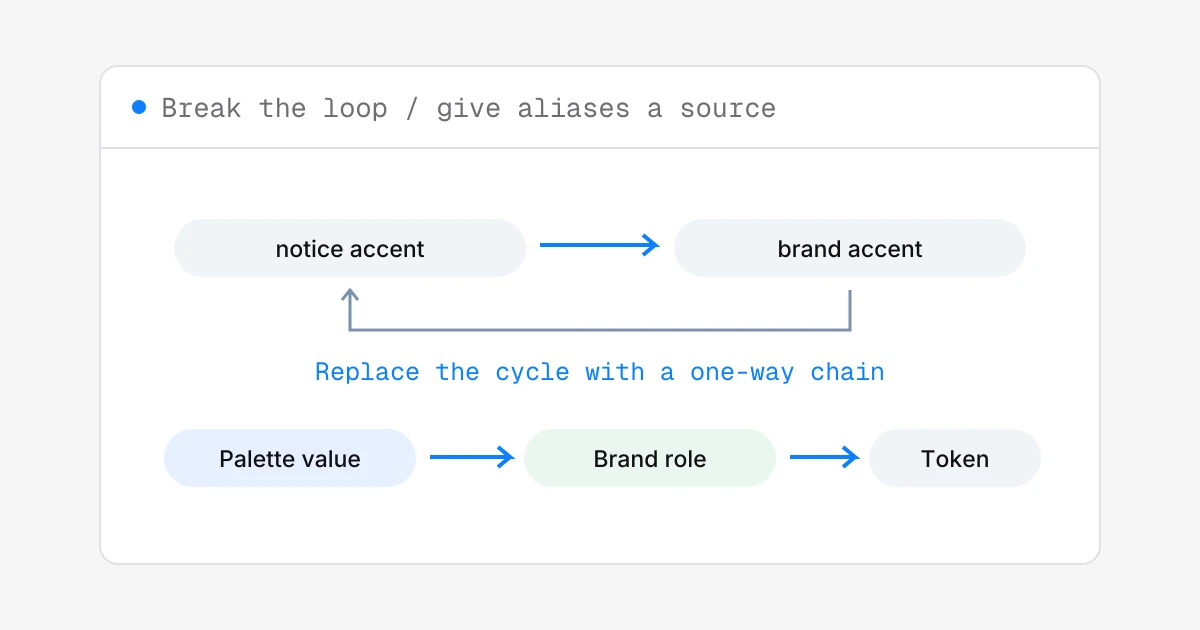 Break the loop / give aliases a source
notice accent
brand accent
Replace the cycle with a one-way chain
Palette value
Brand role
Token